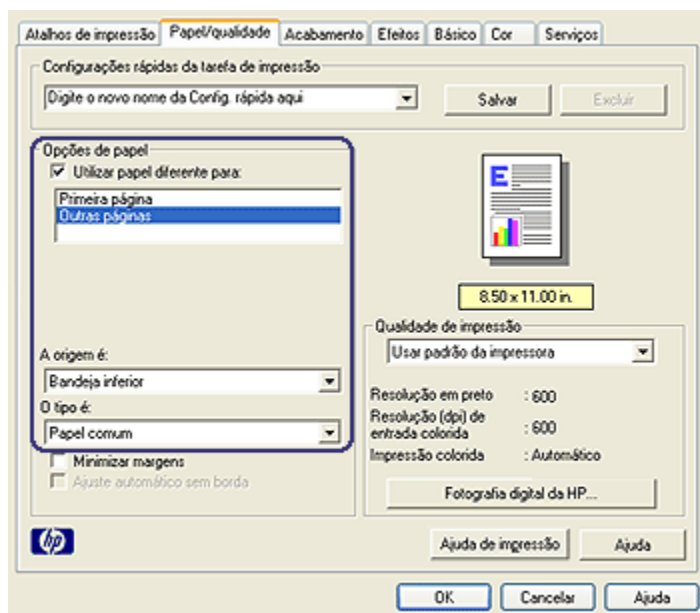 Atalhos de impressão Papel/qualidade Acabamento Efeitos Básico Cor Serviços
Configurações rápidas da tarefa de impressão
Digite o novo nome da Config. rápida aqui Salvar Excluir
Opções de papel
Utilizar papel diferente para:
Primeira página
Outras páginas
A origem é:
Bandeja inferior
O tipo é:
Papel comum
Minimizar margens
Ajuste automático sem borda
E
8.50 x 11.00 in.
Qualidade de impressão
Usar padrão da impressora
Resolução em preto : 600
Resolução (dpi) de
entrada colorida : 600
Impressão colorida : Automático
Fotografia digital da HP...
hp
Ajuda de impressão Ajuda
OK Cancelar Ajuda